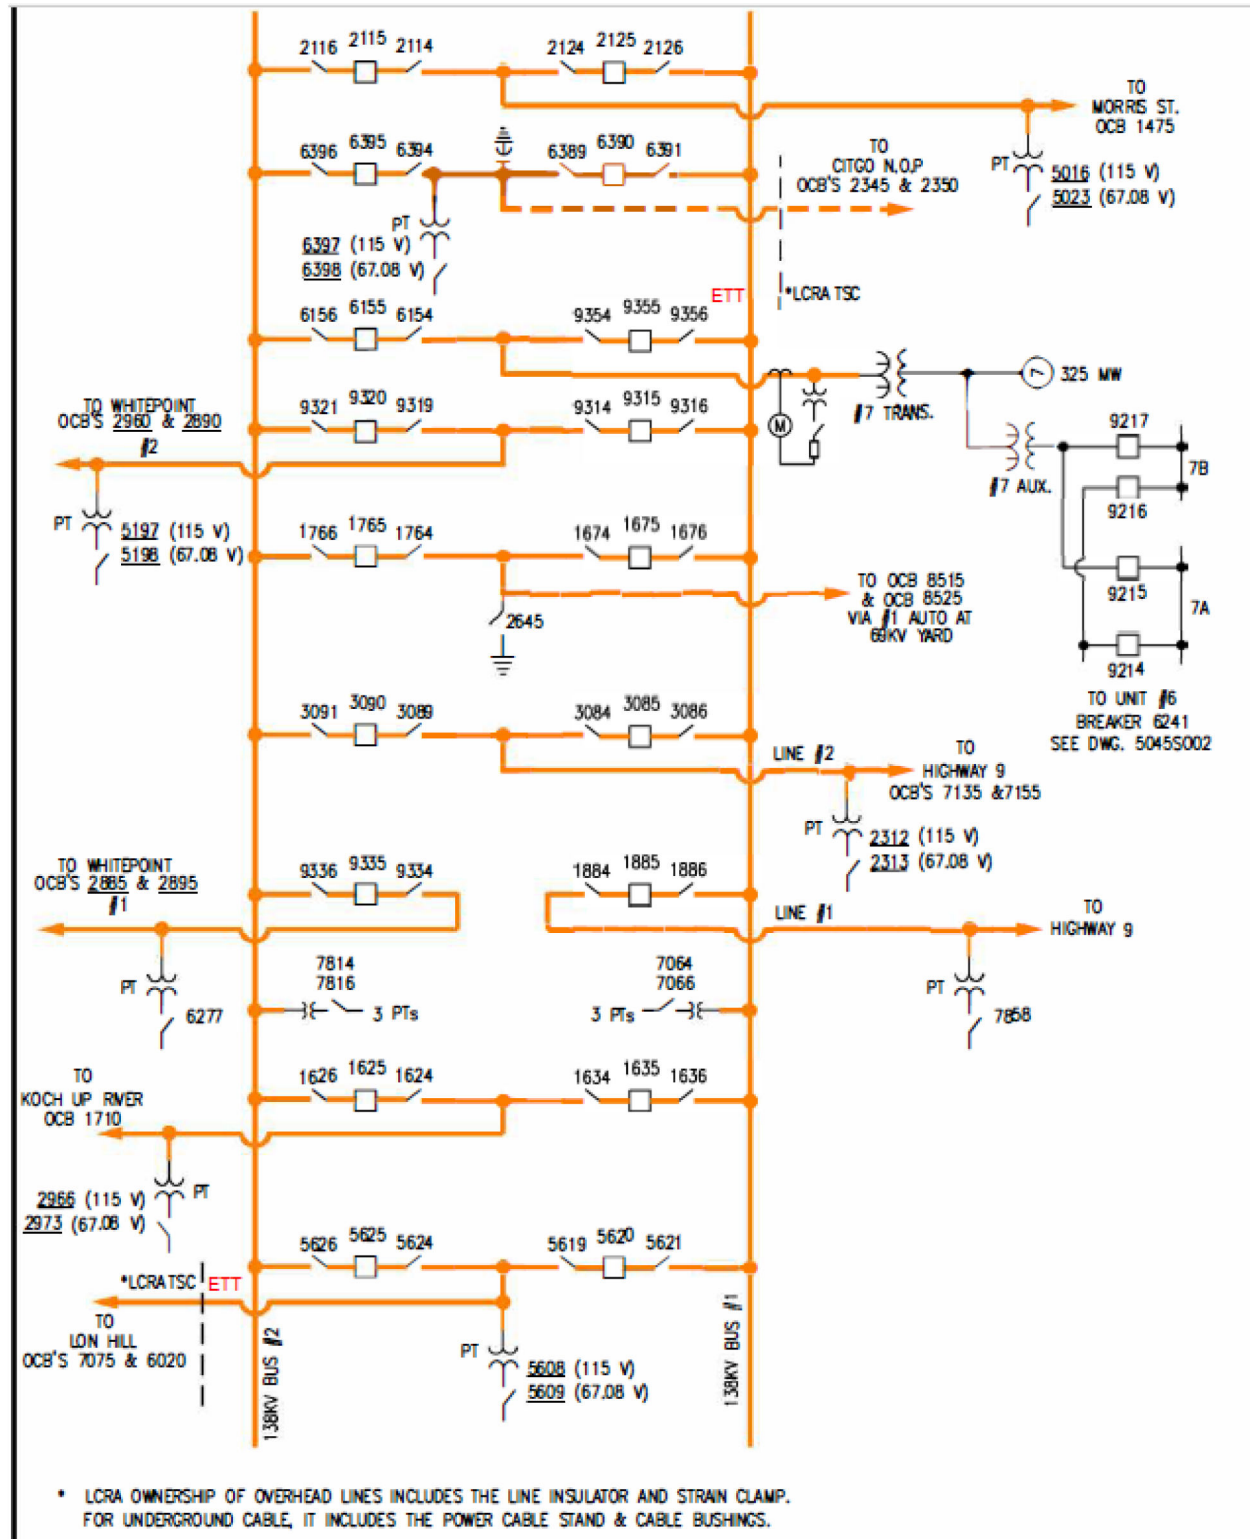 2116 2115 2114
2124 2125 2126
TO
MORRIS ST.
OCB 1475
6396 6395 6394
6389 6390 6391
TO
CITGO N.O.P
OCB'S 2345 & 2350
PT
5016 (115 V)
5023 (67.08 V)
PT
6397 (115 V)
6398 (67.08 V)
ETT
*LCRA TSC
6156 6155 6154
9354 9355 9356
7
325 MW
#7 TRANS.
TO WHITEPOINT
OCB'S 2960 & 2890
#2
9321 9320 9319
9314 9315 9316
M
9217
7B
#7 AUX.
9216
PT
5197 (115 V)
5198 (67.08 V)
1766 1765 1764
1674 1675 1676
TO OCB 8515
& OCB 8525
VIA #1 AUTO AT
69KV YARD
9215
7A
2645
9214
TO UNIT #6
BREAKER 6241
SEE DWG. 5045S002
3091 3090 3089
3084 3085 3086
LINE #2
TO
HIGHWAY 9
OCB'S 7135 &7155
PT
2312 (115 V)
2313 (67.08 V)
TO WHITEPOINT
OCB'S 2885 & 2895
#1
9336 9335 9334
1884 1885 1886
LINE #1
TO
HIGHWAY 9
PT
6277
7814
7816
3 PTs
7064
7066
3 PTs
PT
7858
TO
KOCH UP RIVER
OCB 1710
1626 1625 1624
1634 1635 1636
PT
2966 (115 V)
2973 (67.08 V)
5626 5625 5624
5619 5620 5621
*LCRA TSC
ETT
TO
LON HILL
OCB'S 7075 & 6020
138KV BUS #2
PT
5608 (115 V)
5609 (67.08 V)
138KV BUS #1
* LCRA OWNERSHIP OF OVERHEAD LINES INCLUDES THE LINE INSULATOR AND STRAIN CLAMP.
FOR UNDERGROUND CABLE, IT INCLUDES THE POWER CABLE STAND & CABLE BUSHINGS.